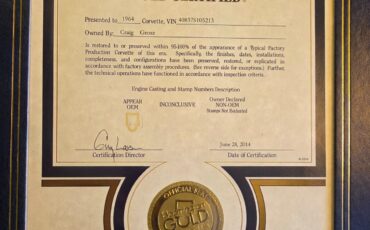 Presented to 1964 Corvette, VIN 40837S105213
Owned By: Craig Gross
Is restored to or preserved within 95-100% of the appearance of a Typical Factory
Production Corvette of this era. Specifically, the finishes, dates, installations,
completeness, and configurations have been preserved, restored, or replicated in
accordance with factory assembly procedures. (See reverse side for exceptions.) Further,
the technical operations have functioned in accordance with inspection criteria.
Engine Casting and Stamp Numbers Description
APPEAR OEM
INCONCLUSIVE
Owner Declared
NON-OEM
Stamps Not Restored
June 28, 2014
Certification Director
Date of Certification
OFFICIAL
GOLD